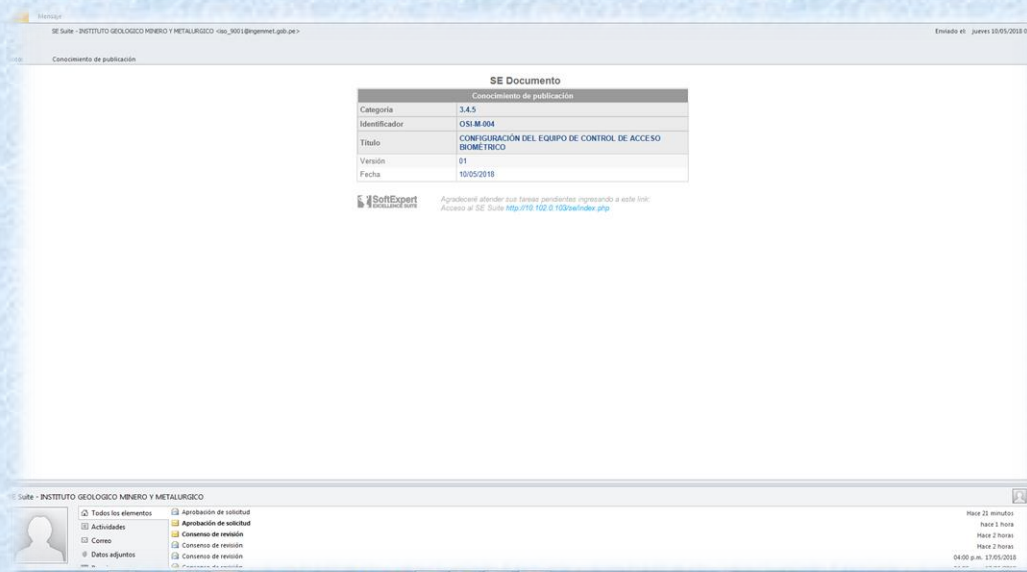 Mensaje
SE Suite - INSTITUTO GEOLOGICO MINERO Y METALURGICO <iso_9001@ingemmet.gob.pe>
Enviado el: jueves 10/05/2018 0
Conocimiento de publicación
SE Documento
Conocimiento de publicación
Categoría 3.4.5
Identificador OSI-M-004
Título CONFIGURACIÓN DEL EQUIPO DE CONTROL DE ACCESO
BIOMÉTRICO
Versión 01
Fecha 10/05/2018
SoftExpert
EXCELLENCE SUITE
Agradeceré atender sus tareas pendientes ingresando a este link:
Acceso al SE Suite http://10.102.0.103/se/index.php
Suite - INSTITUTO GEOLOGICO MINERO Y METALURGICO
Todos los elementos
Actividades
Correo
Datos adjuntos
Aprobación de solicitud Hace 21 minutos
Aprobación de solicitud hace 1 hora
Consenso de revisión Hace 2 horas
Consenso de revisión Hace 2 horas
Consenso de revisión 04:00 p.m. 17/05/2018